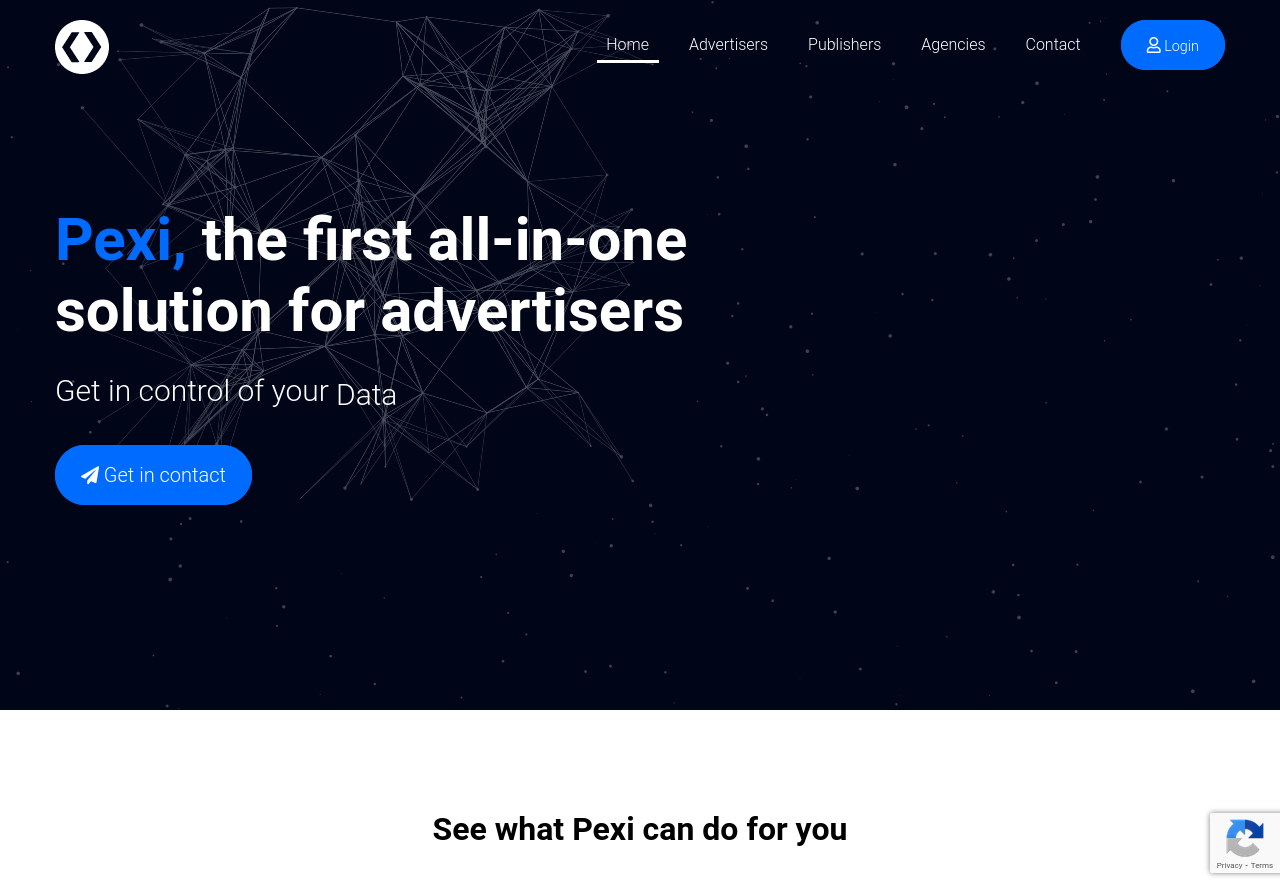 Home
Advertisers
Publishers
Agencies
Contact
Login
Pexi, the first all-in-one
solution for advertisers
Get in control of your Data
Get in contact
See what Pexi can do for you
Privacy - Terms